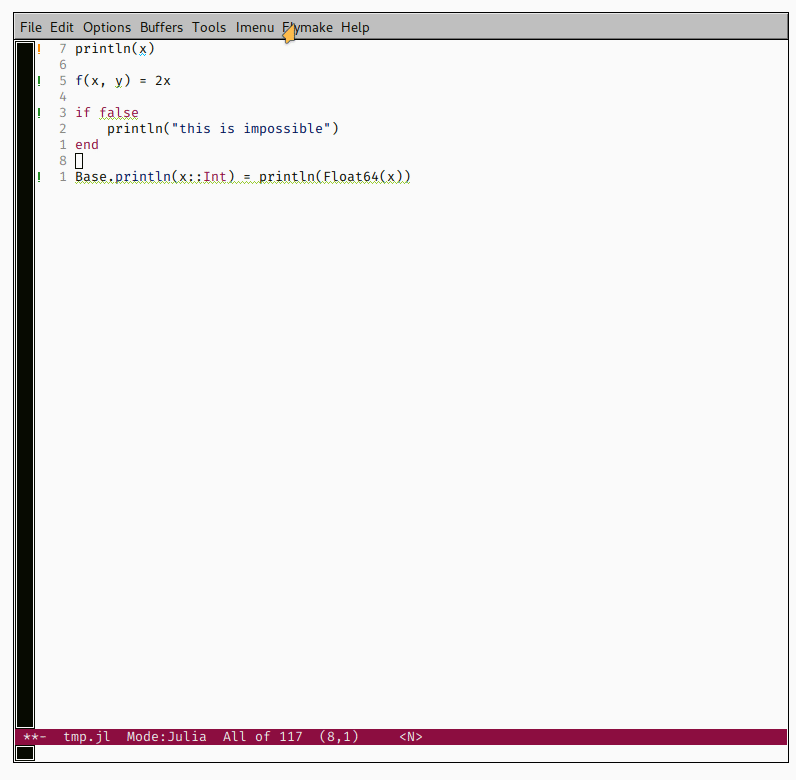 File Edit Options Buffers Tools Imenu Flymake Help
! 7 println(x)
6
! 5 f(x, y) = 2x
4
! 3 if false
2     println("this is impossible")
1 end
8
! 1 Base.println(x::Int) = println(Float64(x))
**- tmp.jl Mode:Julia All of 117 (8,1) <N>